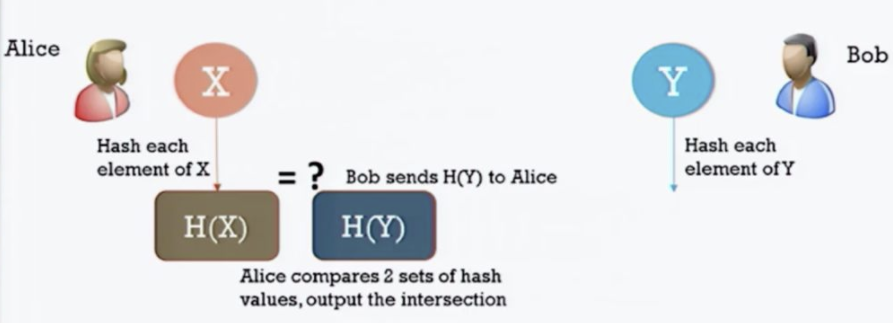 Alice
X
Y
Bob
Hash each
element of X
Hash each
element of Y
= ?
Bob sends H(Y) to Alice
H(X)
H(Y)
Alice compares 2 sets of hash
values, output the intersection